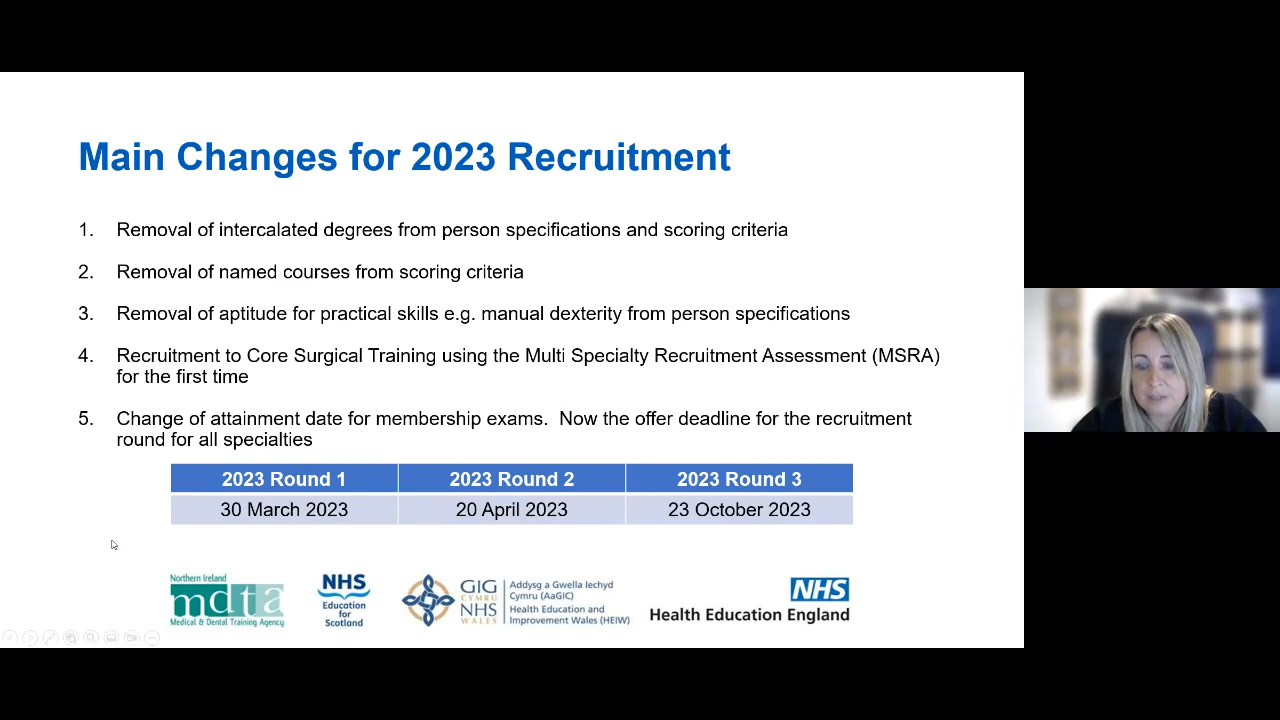 Main Changes for 2023 Recruitment
1. Removal of intercalated degrees from person specifications and scoring criteria
2. Removal of named courses from scoring criteria
3. Removal of aptitude for practical skills e.g. manual dexterity from person specifications
4. Recruitment to Core Surgical Training using the Multi Specialty Recruitment Assessment (MSRA)
for the first time
5. Change of attainment date for membership exams.  Now the offer deadline for the recruitment
round for all specialties
2023 Round 1 2023 Round 2 2023 Round 3
30 March 2023 20 April 2023 23 October 2023
Northern Ireland
mdta
Medical & Dental Training Agency
NHS
Education
for
Scotland
GIG
CYMRU
NHS
WALES
Addysg a Gwella Iechyd
Cymru (AaGIC)
Health Education and
Improvement Wales (HEIW)
NHS
Health Education England